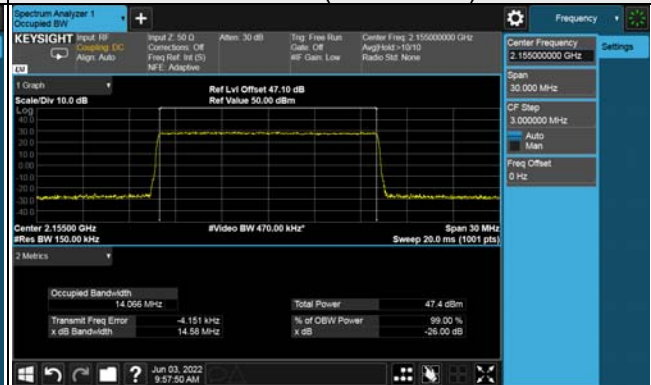 Spectrum Analyzer 1
Occupied BW
Frequency
KEYSIGHT
Input: RF
Coupling: DC
Align: Auto
Input Z: 50 Ω
Corrections: Off
Freq Ref: Int (S)
NFE: Adaptive
Atten: 30 dB
Trig: Free Run
Gate: Off
#IF Gain: Low
Center Freq: 2.155000000 GHz
Avg|Hold:>10/10
Radio Std: None
Center Frequency
2.155000000 GHz
Settings
Span
30.000 MHz
CF Step
3.000000 MHz
Auto
Man
Freq Offset
0 Hz
1 Graph
Scale/Div 10.0 dB
Ref Lvl Offset 47.10 dB
Ref Value 50.00 dBm
Log
40.0
30.0
20.0
10.0
0.00
-10.0
-20.0
-30.0
-40.0
Center 2.15500 GHz
#Res BW 150.00 kHz
#Video BW 470.00 kHz*
Span 30 MHz
Sweep 20.0 ms (1001 pts)
2 Metrics
Occupied Bandwidth
14.066 MHz
Total Power 47.4 dBm
Transmit Freq Error -4.151 kHz
% of OBW Power 99.00 %
x dB Bandwidth 14.58 MHz
x dB -26.00 dB
?
Jun 03, 2022
9:57:50 AM